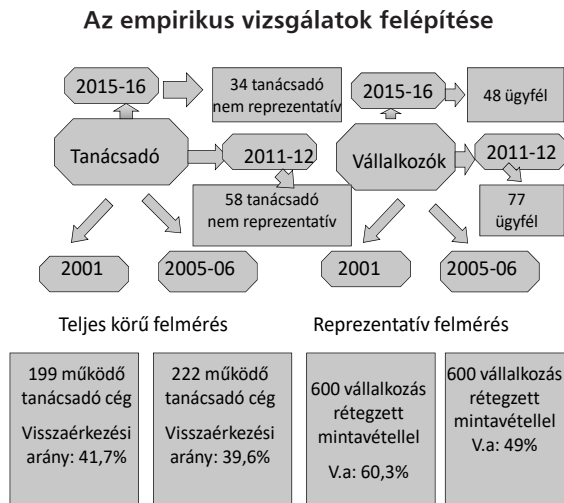 Az empirikus vizsgálatok felépítése
2015-16
34 tanácsadó
nem reprezentatív
2015-16
48 ügyfél
Tanácsadó
2011-12
Vállalkozók
2011-12
58 tanácsadó
nem reprezentatív
77
ügyfél
2001
2005-06
2001
2005-06
Teljes körű felmérés
Reprezentatív felmérés
199 működő
tanácsadó cég
Visszaérkezési
arány: 41,7%
222 működő
tanácsadó cég
Visszaérkezési
arány: 39,6%
600 vállalkozás
rétegzett
mintavétellel
V.a: 60,3%
600 vállalkozás
rétegzett
mintavétellel
V.a: 49%